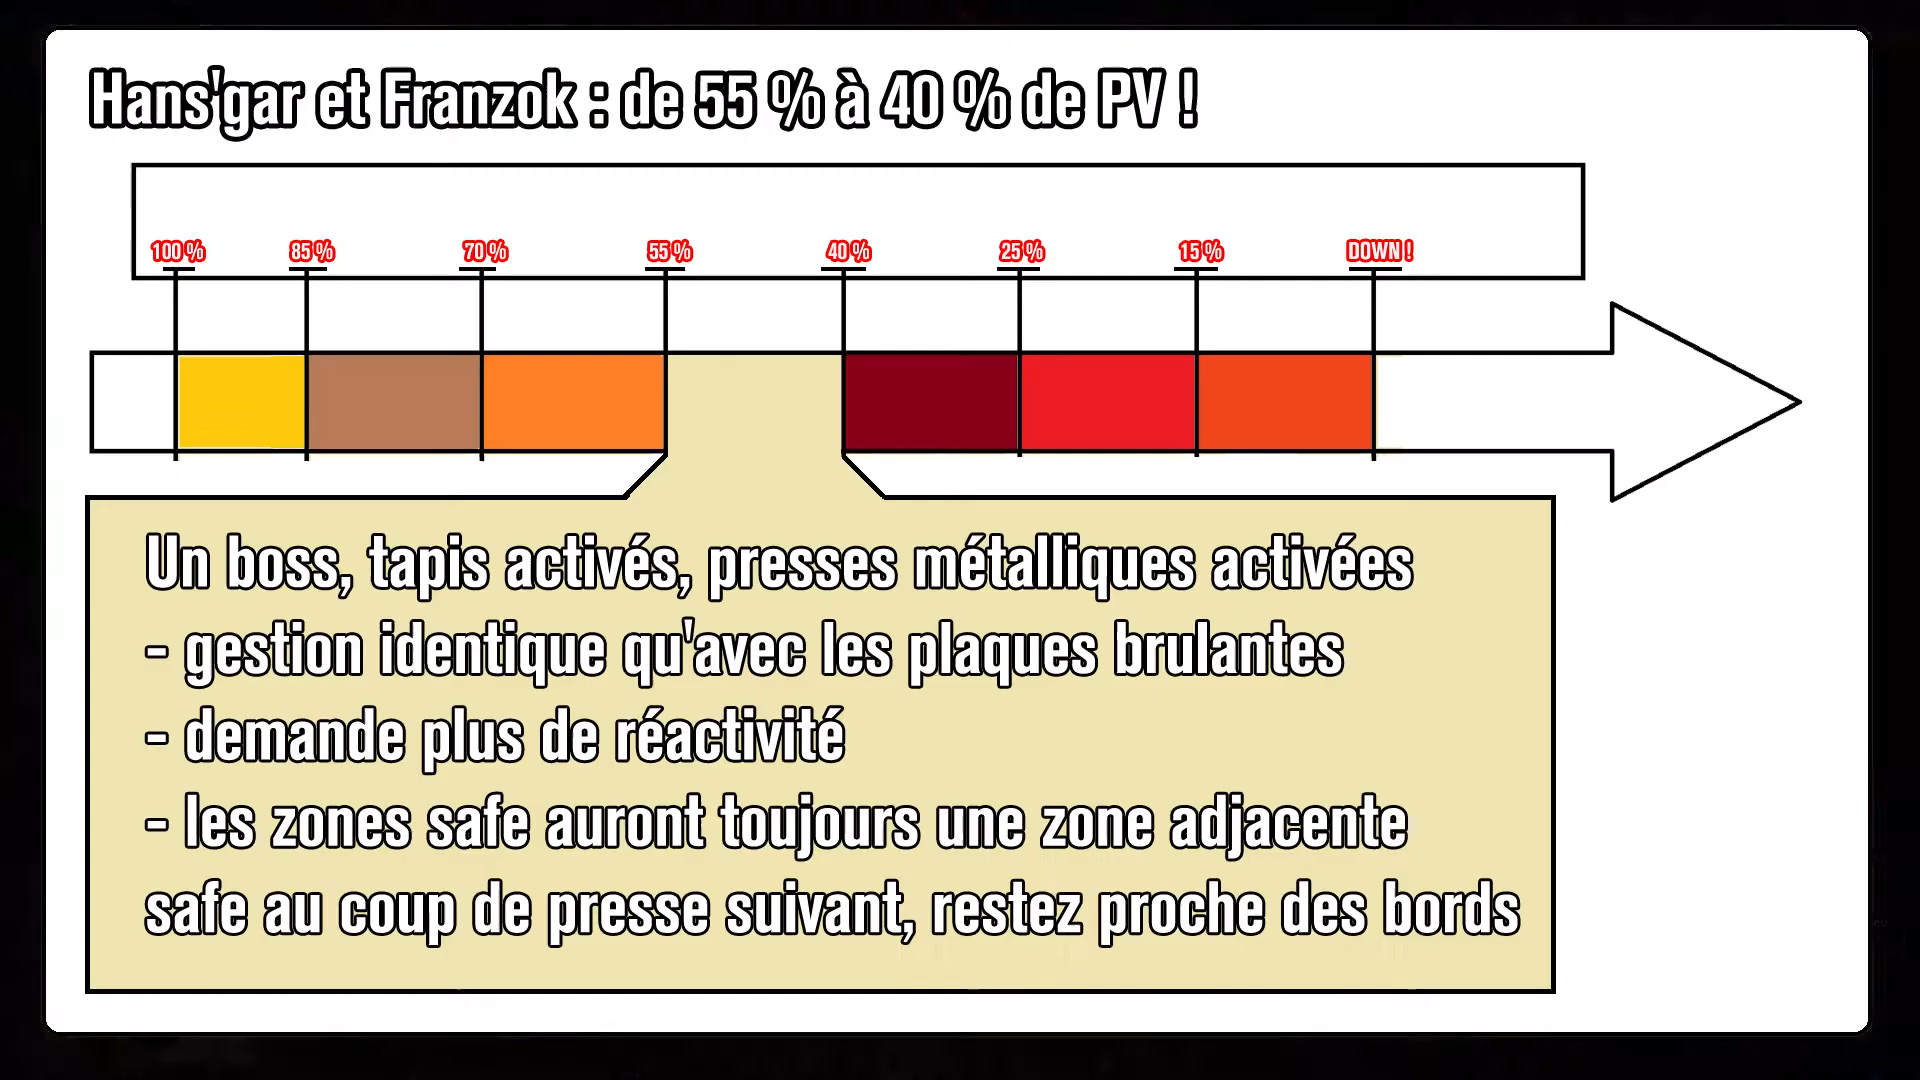 Hans'gar et Franzok : de 55 % à 40 % de PV !
100 % 85 % 70 % 55 % 40 % 25 % 15 % DOWN !
Un boss, tapis activés, presses métalliques activées
- gestion identique qu'avec les plaques brulantes
- demande plus de réactivité
- les zones safe auront toujours une zone adjacente
safe au coup de presse suivant, restez proche des bords